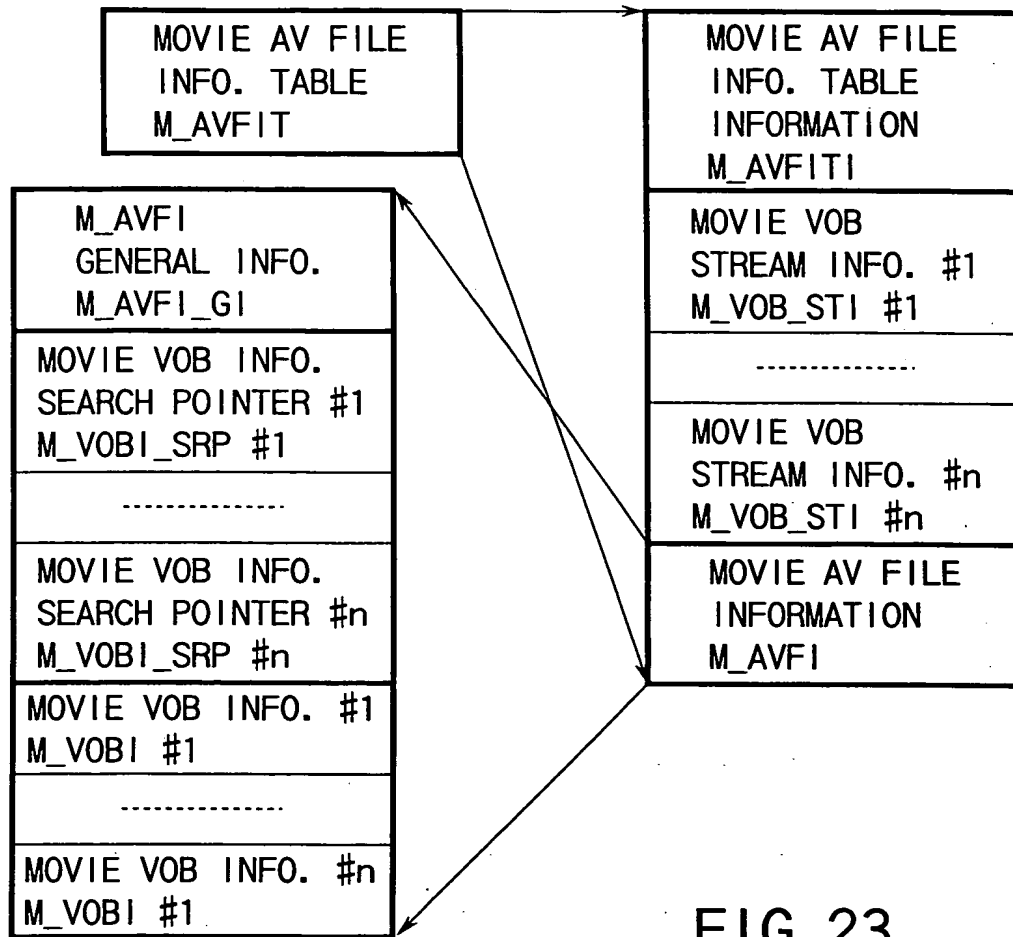 MOVIE AV FILE
INFO. TABLE
M_AVFIT
MOVIE AV FILE
INFO. TABLE
INFORMATION
M_AVFITI
MOVIE VOB
STREAM INFO. #1
M_VOB_STI #1
MOVIE VOB
STREAM INFO. #n
M_VOB_STI #n
MOVIE AV FILE
INFORMATION
M_AVFI
M_AVFI
GENERAL INFO.
M_AVFI_GI
MOVIE VOB INFO.
SEARCH POINTER #1
M_VOBI_SRP #1
MOVIE VOB INFO.
SEARCH POINTER #n
M_VOBI_SRP #n
MOVIE VOB INFO. #1
M_VOBI #1
MOVIE VOB INFO. #n
M_VOBI #1
FIG. 23